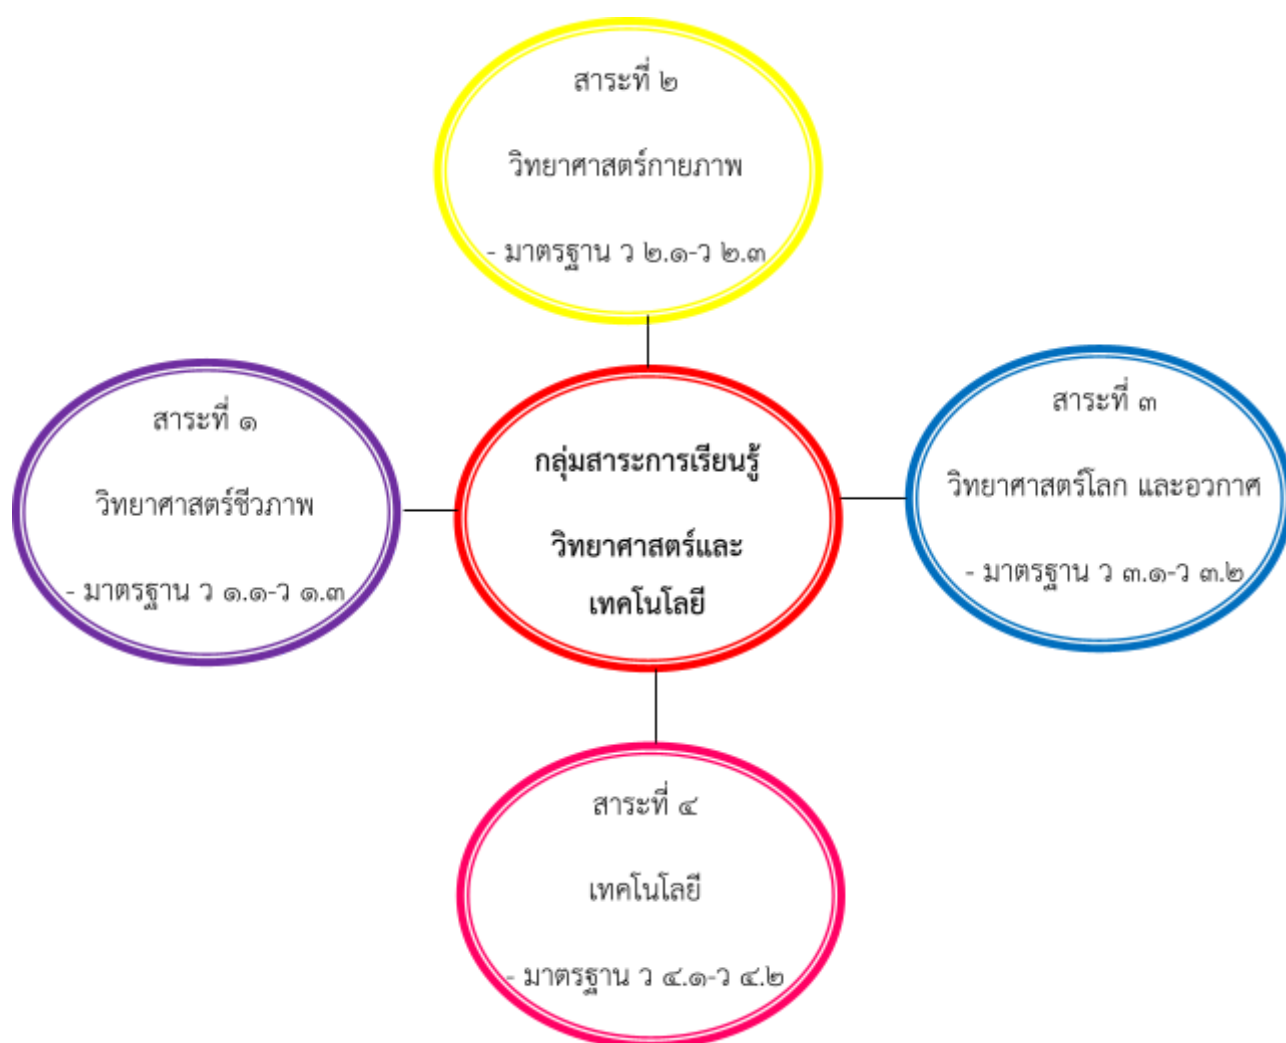 สาระที่ ๒
วิทยาศาสตร์กายภาพ
- มาตรฐาน ว ๒.๑-ว ๒.๓
สาระที่ ๑
วิทยาศาสตร์ชีวภาพ
- มาตรฐาน ว ๑.๑-ว ๑.๓
กลุ่มสาระการเรียนรู้
วิทยาศาสตร์และ
เทคโนโลยี
สาระที่ ๓
วิทยาศาสตร์โลก และอวกาศ
- มาตรฐาน ว ๓.๑-ว ๓.๒
สาระที่ ๔
เทคโนโลยี
- มาตรฐาน ว ๔.๑-ว ๔.๒